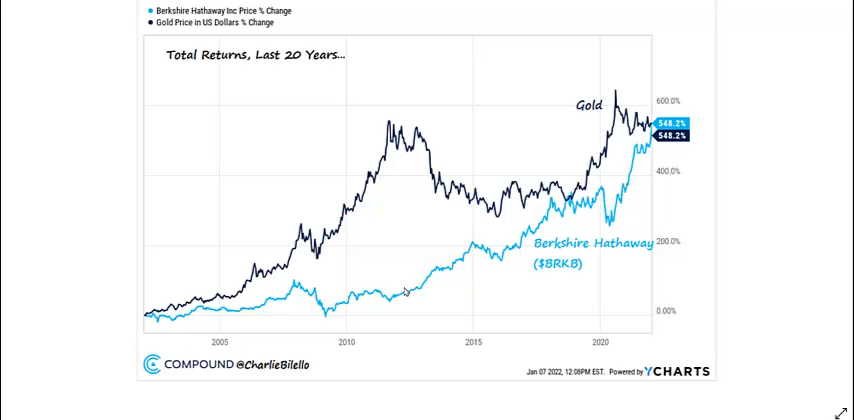 Berkshire Hathaway Inc Price % Change
Gold Price in US Dollars % Change
Total Returns, Last 20 Years...
Gold
600.0%
548.2%
548.2%
400.0%
Berkshire Hathaway
200.0%
($BRKB)
0.00%
2005 2010 2015 2020
COMPOUND @CharlieBilello
Jan 07 2022, 12:06PM EST. Powered by YCHARTS